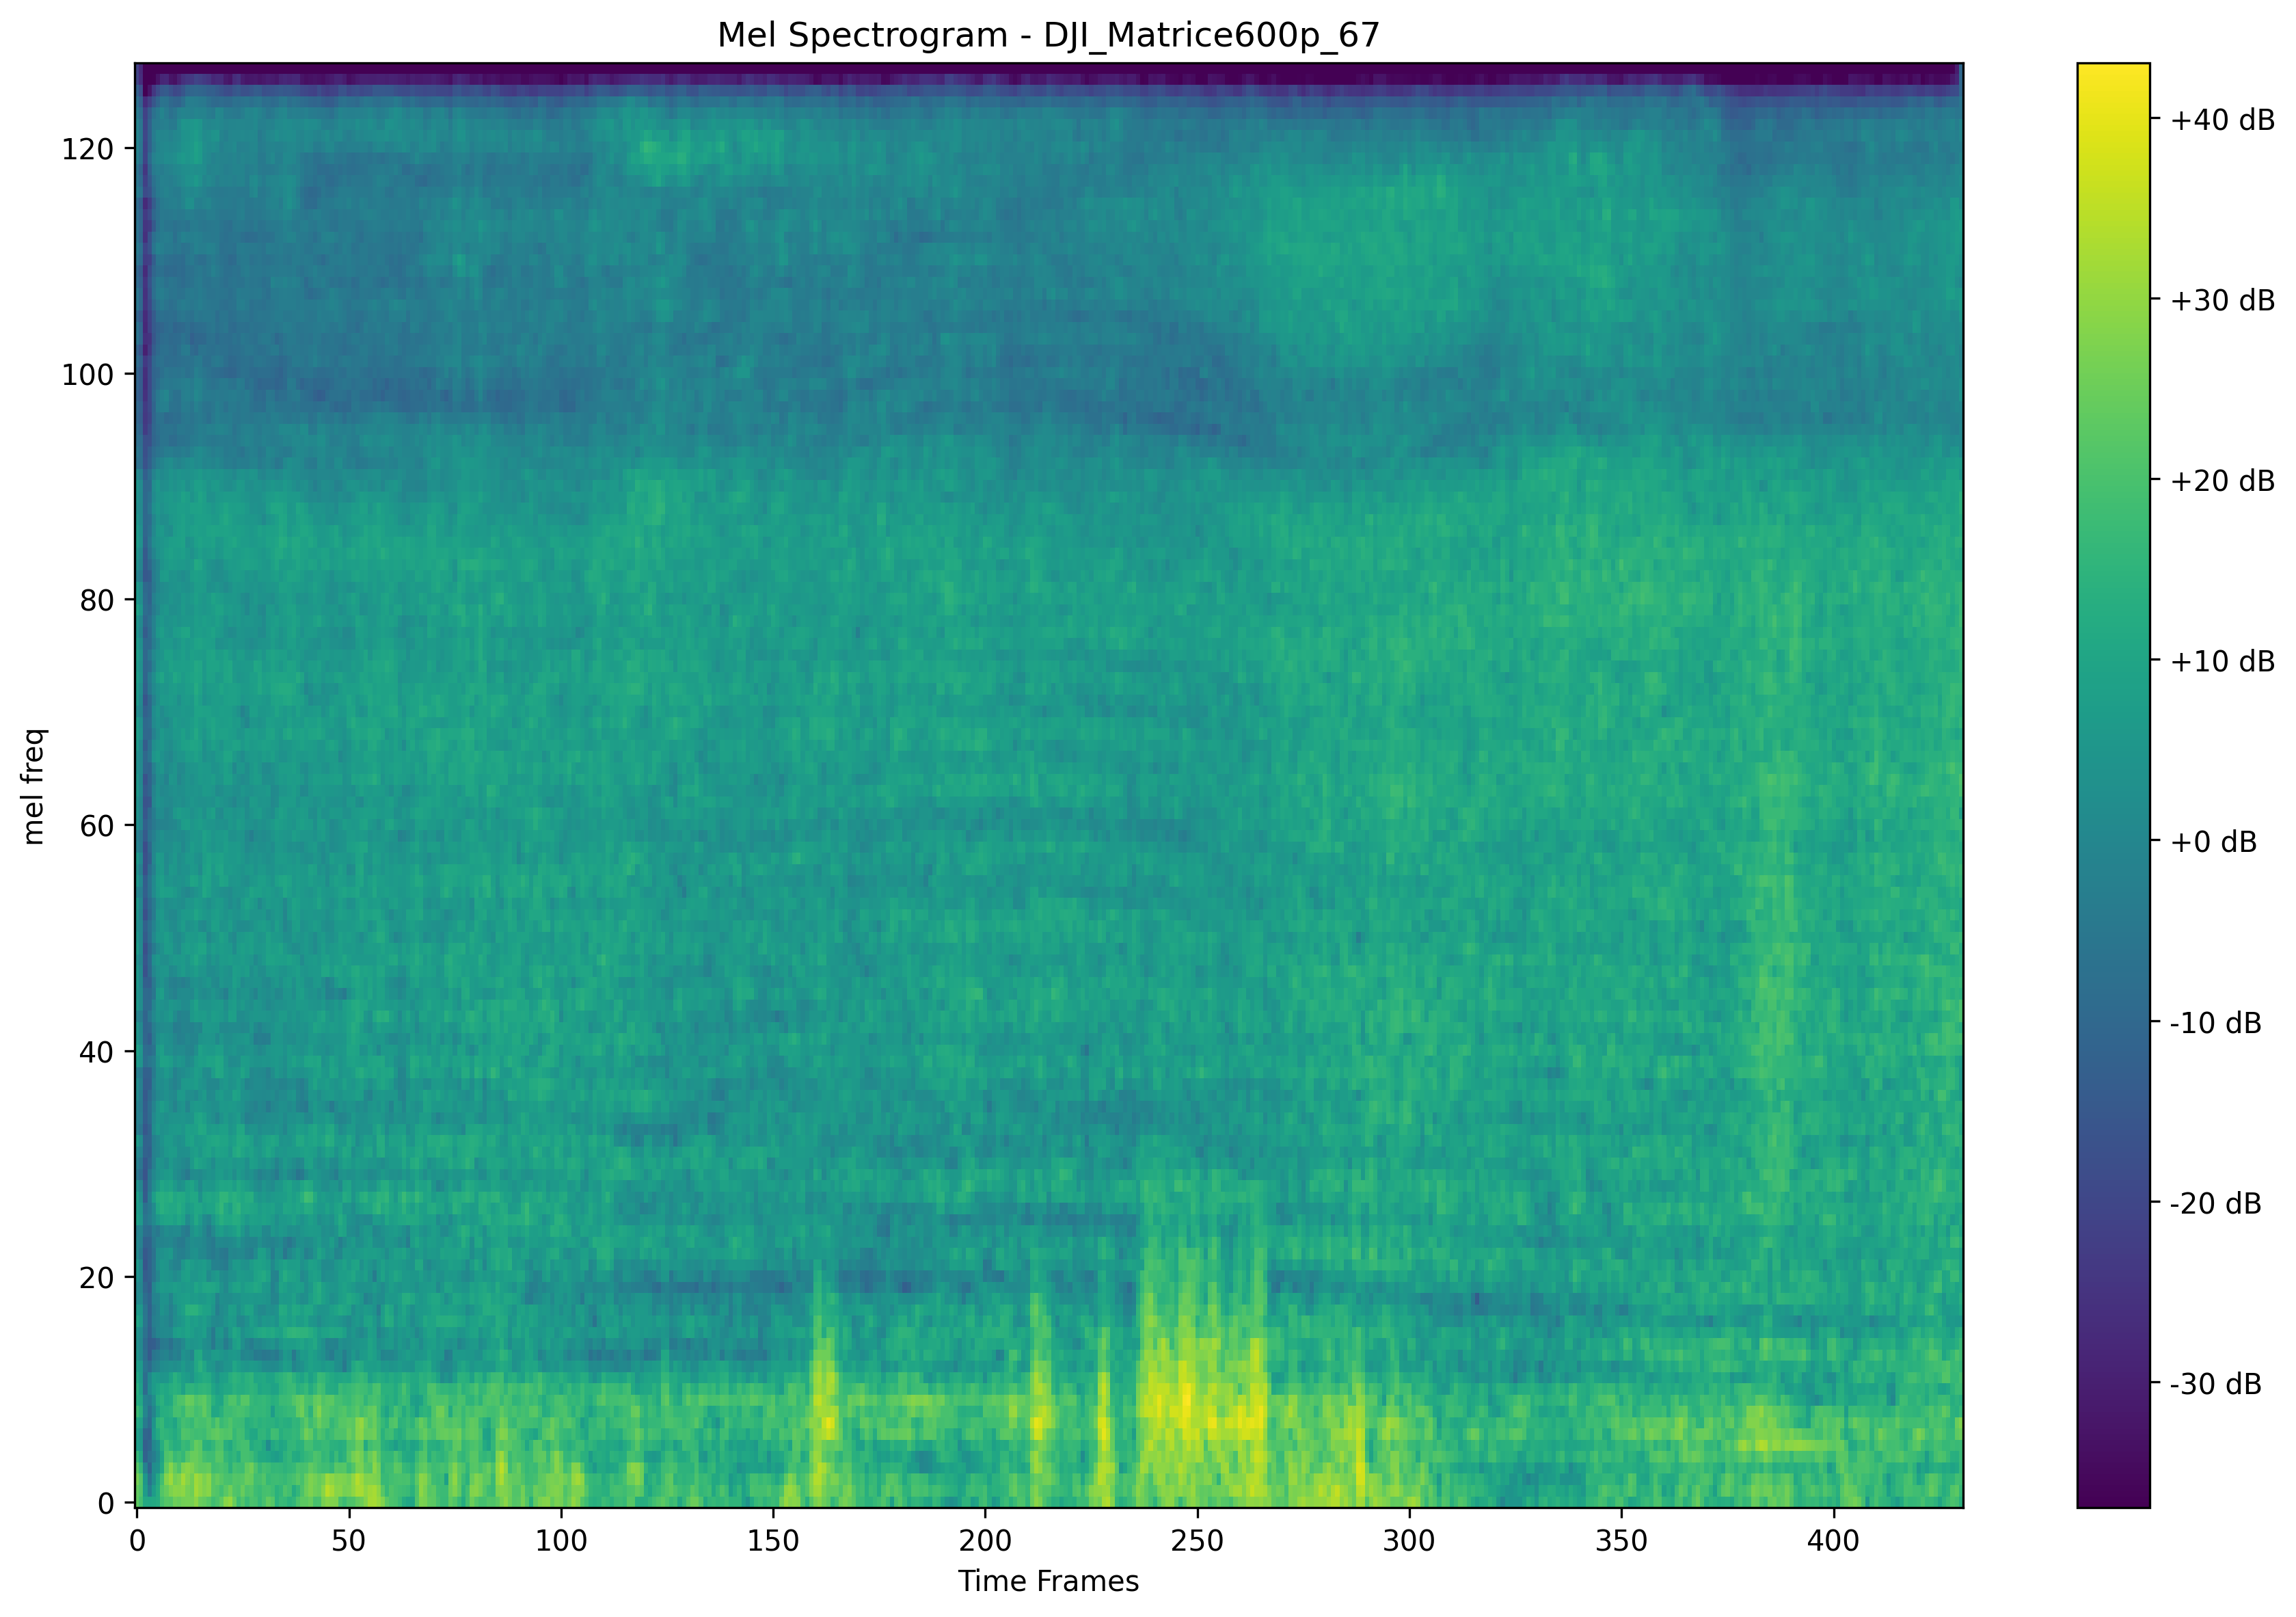 Mel Spectrogram - DJI_Matrice600p_67
mel freq
120
100
80
60
40
20
0
0 50 100 150 200 250 300 350 400
Time Frames
+40 dB
+30 dB
+20 dB
+10 dB
+0 dB
-10 dB
-20 dB
-30 dB